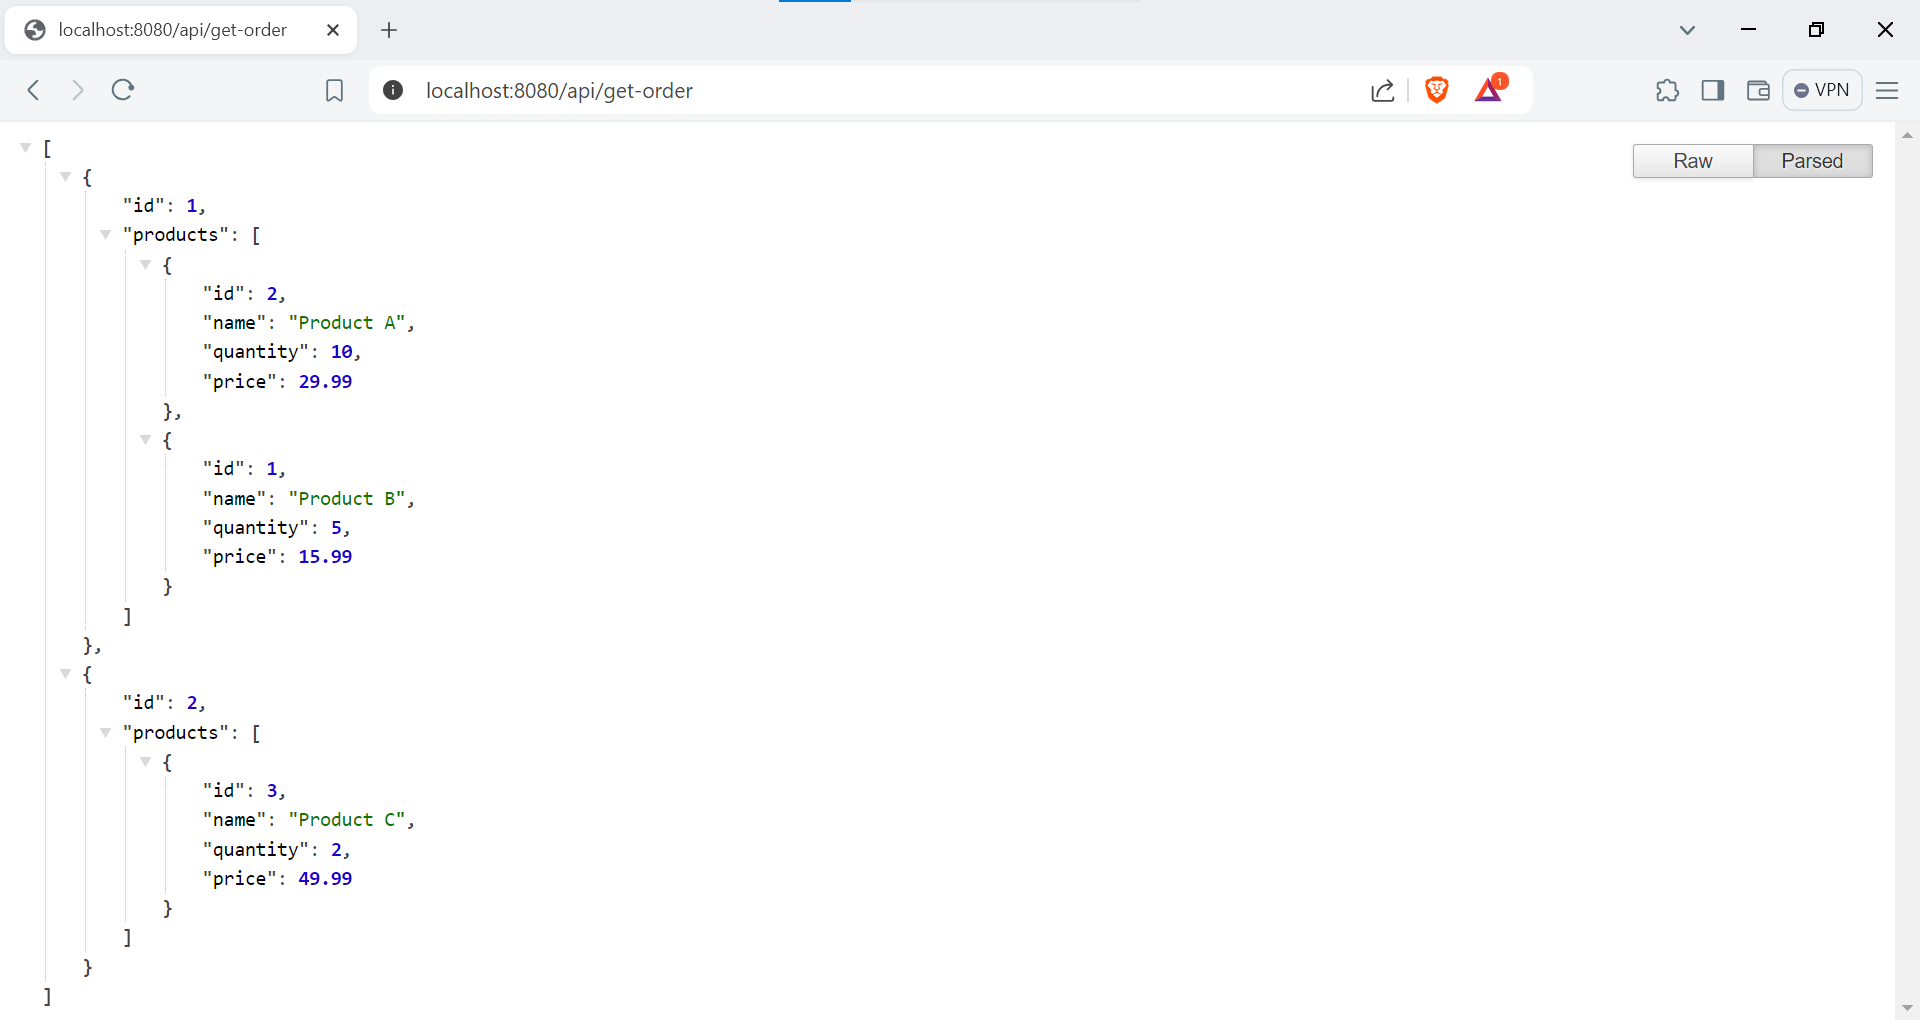 localhost:8080/api/get-order
localhost:8080/api/get-order
1
VPN
Raw
Parsed
[
{
"id": 1,
"products": [
{
"id": 2,
"name": "Product A",
"quantity": 10,
"price": 29.99
},
{
"id": 1,
"name": "Product B",
"quantity": 5,
"price": 15.99
}
]
},
{
"id": 2,
"products": [
{
"id": 3,
"name": "Product C",
"quantity": 2,
"price": 49.99
}
]
}
]